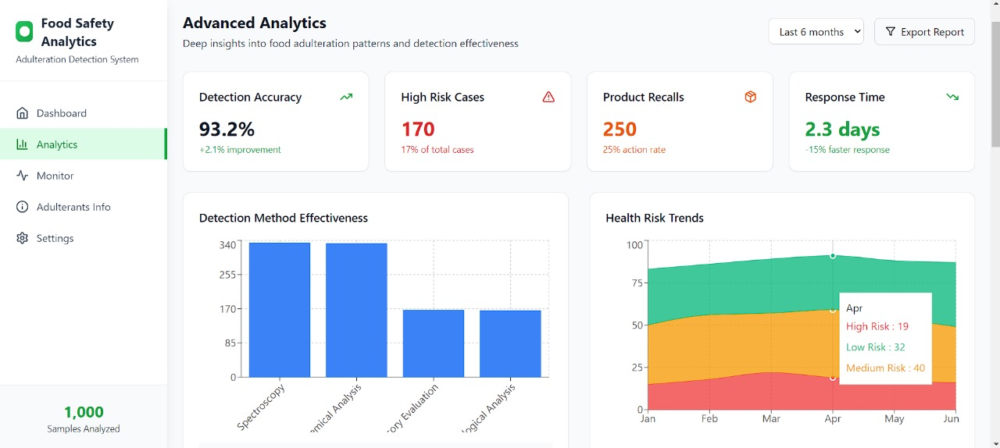 Food Safety
Analytics
Adulteration Detection System
Dashboard
Analytics
Monitor
Adulterants Info
Settings
1,000
Samples Analyzed
Advanced Analytics
Deep insights into food adulteration patterns and detection effectiveness
Last 6 months
Export Report
Detection Accuracy
93.2%
+2.1% improvement
High Risk Cases
170
17% of total cases
Product Recalls
250
25% action rate
Response Time
2.3 days
-15% faster response
Detection Method Effectiveness
340
255
170
85
0
Spectroscopy
emical Analysis
ory Evaluation
logical Analysis
Health Risk Trends
100
75
50
25
0
Jan
Feb
Mar
Apr
May
Jun
Apr
High Risk : 19
Low Risk : 32
Medium Risk : 40